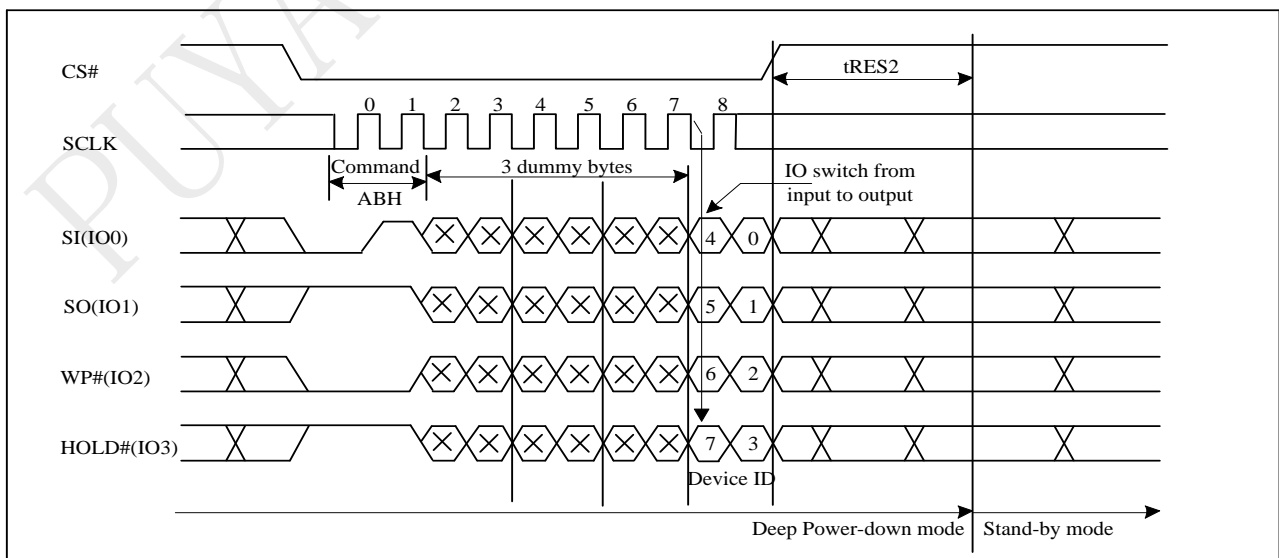 PUYA
CS#
tRES2
0 1 2 3 4 5 6 7 8
SCLK
Command
ABH
3 dummy bytes
IO switch from
input to output
SI(IO0)
4 0
SO(IO1)
5 1
WP#(IO2)
6 2
HOLD#(IO3)
7 3
Device ID
Deep Power-down mode
Stand-by mode